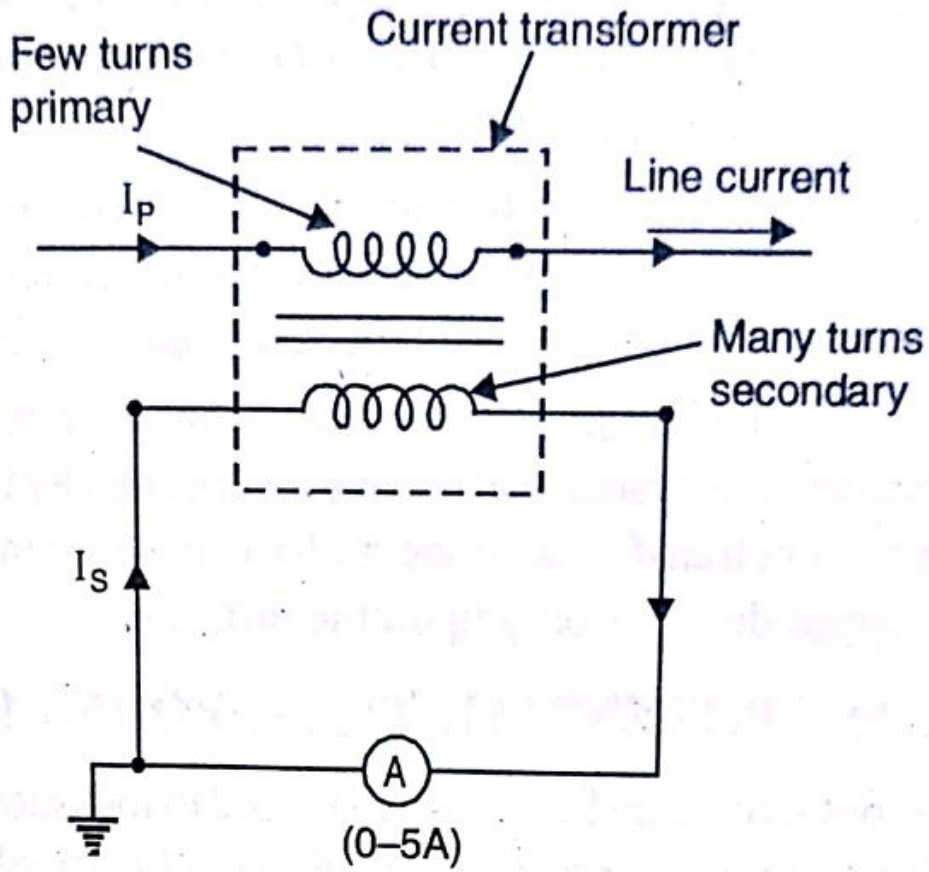 Current transformer
Few turns
primary
Line current
I_P
Many turns
secondary
I_S
A
(0–5A)